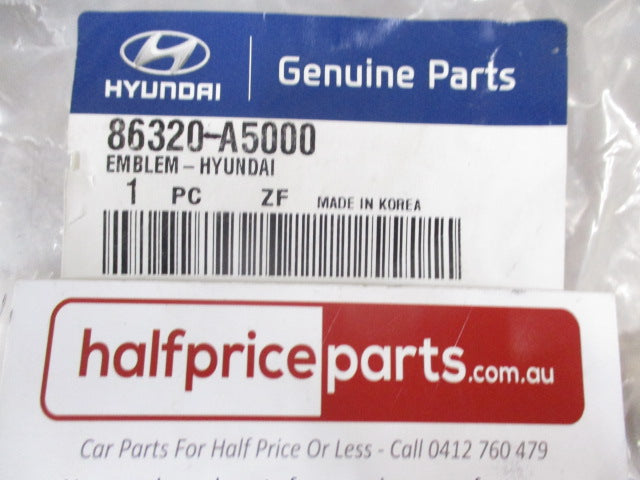 HYUNDAI
Genuine Parts
86320-A5000
EMBLEM-HYUNDAI
1 PC ZF MADE IN KOREA
halfpriceparts.com.au
Car Parts For Half Price Or Less - Call 0412 760 479